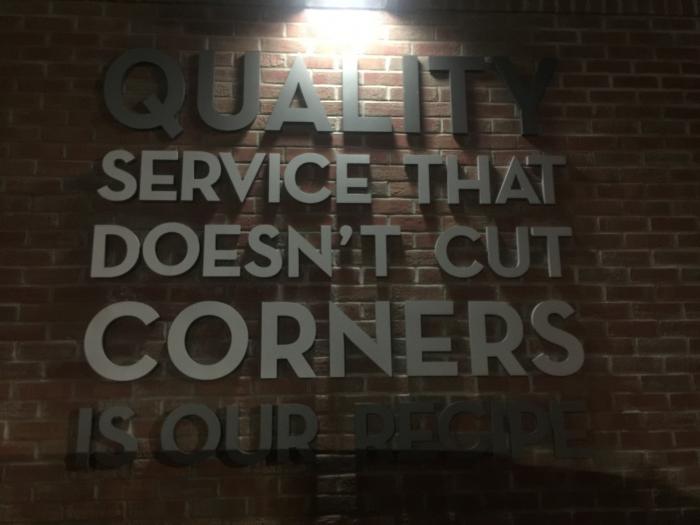 QUALITY
SERVICE THAT
DOESN'T CUT
CORNERS
IS OUR RECIPE